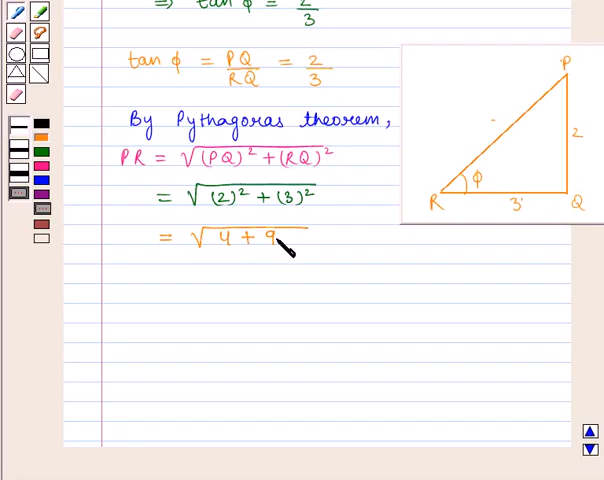 ⇒ tan φ = 2/3
tan φ = PQ/RQ = 2/3
By Pythagoras theorem,
PR = √(PQ)² + (RQ)²
= √(2)² + (3)²
= √4 + 9
P
2
φ
R
3
Q